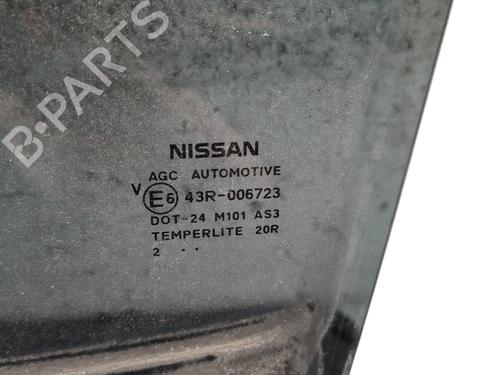 B-PARTS
NISSAN
AGC AUTOMOTIVE
V E6 43R-006723
DOT-24 M101 AS3
TEMPERLITE 20R
2 · ·